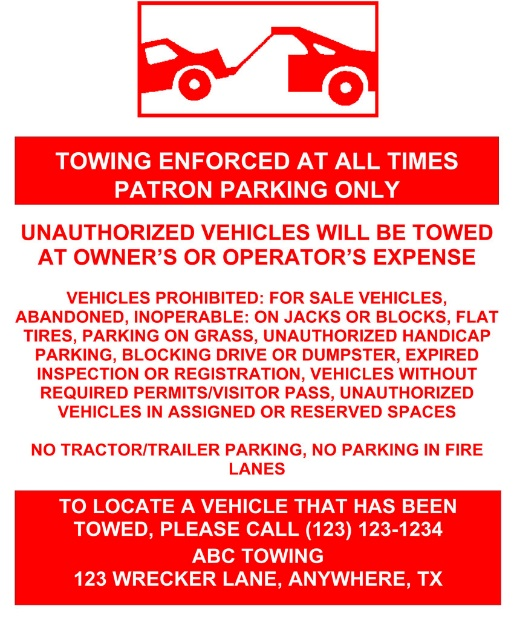 TOWING ENFORCED AT ALL TIMES
PATRON PARKING ONLY
UNAUTHORIZED VEHICLES WILL BE TOWED
AT OWNER’S OR OPERATOR’S EXPENSE
VEHICLES PROHIBITED: FOR SALE VEHICLES,
ABANDONED, INOPERABLE: ON JACKS OR BLOCKS, FLAT
TIRES, PARKING ON GRASS, UNAUTHORIZED HANDICAP
PARKING, BLOCKING DRIVE OR DUMPSTER, EXPIRED
INSPECTION OR REGISTRATION, VEHICLES WITHOUT
REQUIRED PERMITS/VISITOR PASS, UNAUTHORIZED
VEHICLES IN ASSIGNED OR RESERVED SPACES
NO TRACTOR/TRAILER PARKING, NO PARKING IN FIRE
LANES
TO LOCATE A VEHICLE THAT HAS BEEN
TOWED, PLEASE CALL (123) 123-1234
ABC TOWING
123 WRECKER LANE, ANYWHERE, TX